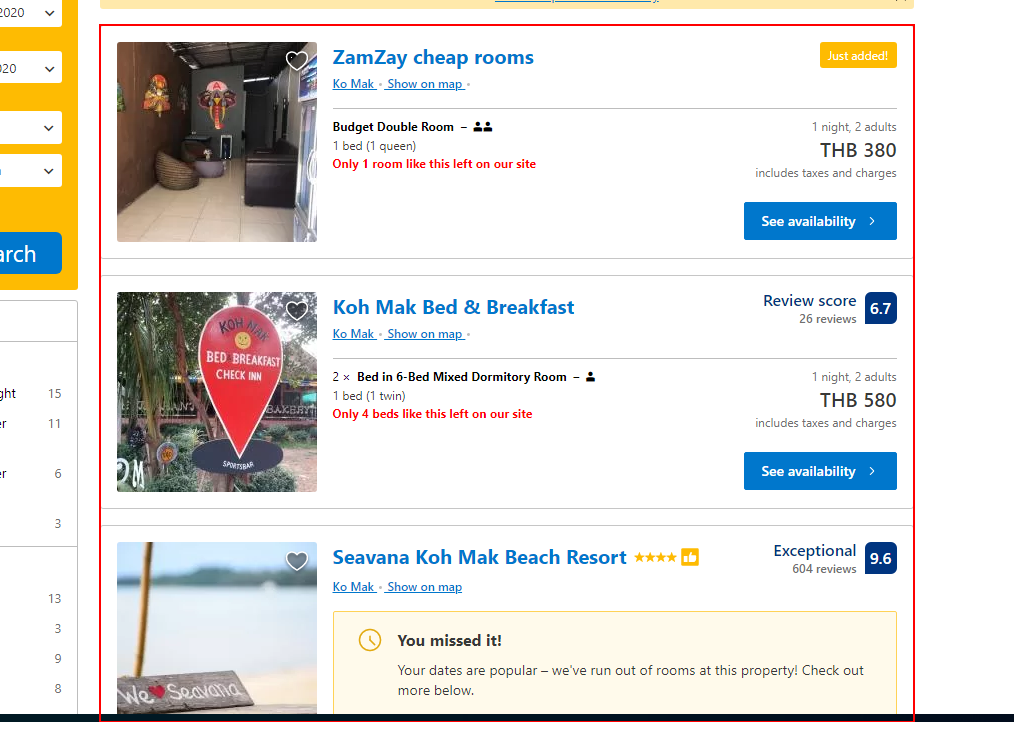 2020
020
arch
ght 15
er 11
er 6
3
13
3
9
8
ZamZay cheap rooms
Just added!
Ko Mak • Show on map •
Budget Double Room –
1 night, 2 adults
1 bed (1 queen)
THB 380
Only 1 room like this left on our site
includes taxes and charges
See availability
KOH MAK
BED & BREAKFAST
CHECK INN
BAKERY
SPORTSBAR
Koh Mak Bed & Breakfast
Review score
26 reviews
6.7
Ko Mak • Show on map •
2 × Bed in 6-Bed Mixed Dormitory Room –
1 night, 2 adults
1 bed (1 twin)
THB 580
Only 4 beds like this left on our site
includes taxes and charges
See availability
We Seavana
Seavana Koh Mak Beach Resort
Exceptional
604 reviews
9.6
Ko Mak • Show on map
You missed it!
Your dates are popular – we've run out of rooms at this property! Check out
more below.